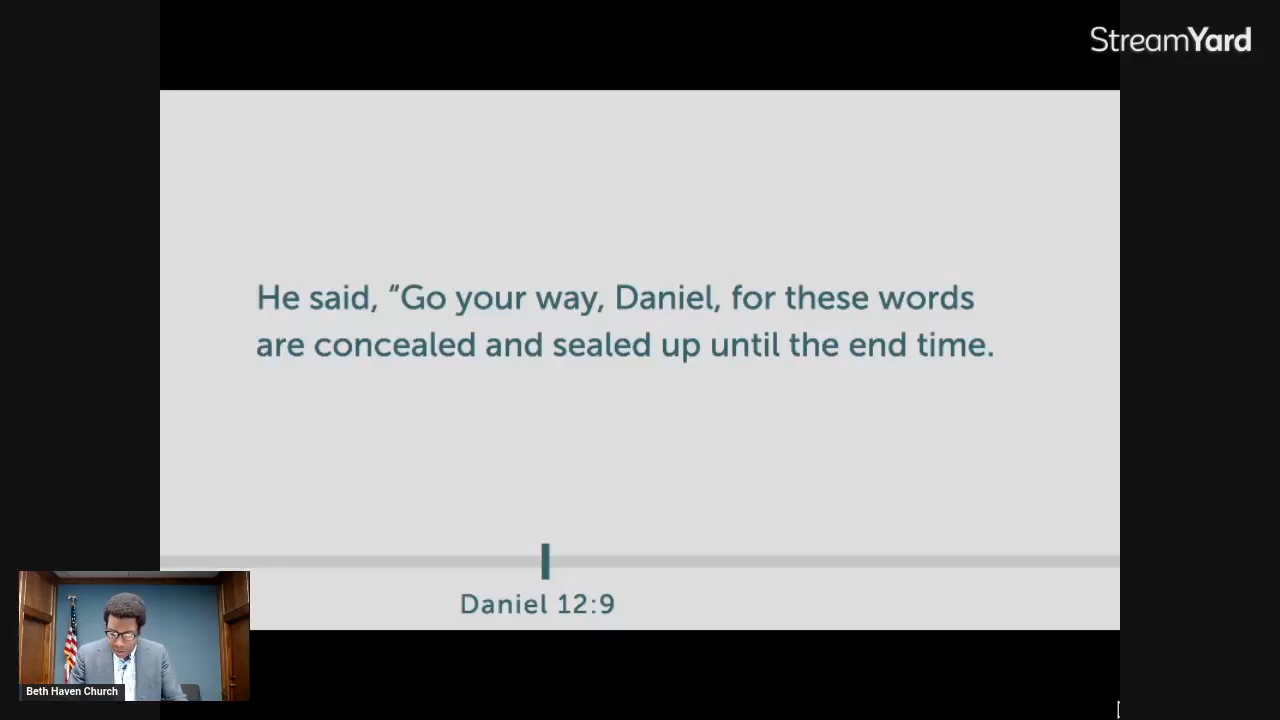 StreamYard
He said, "Go your way, Daniel, for these words
are concealed and sealed up until the end time.
Daniel 12:9
Beth Haven Church